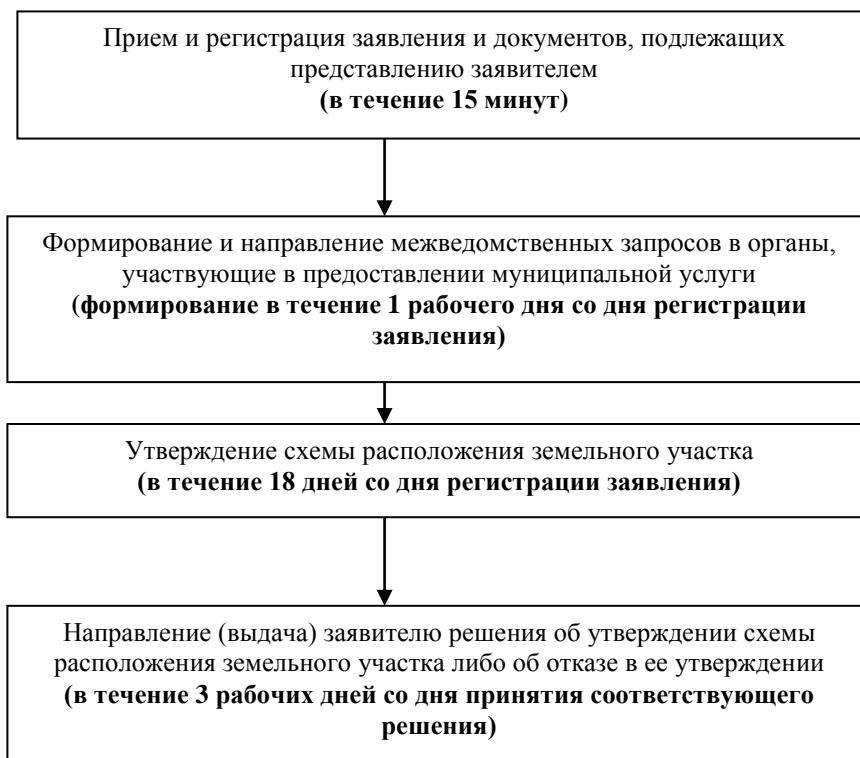 Прием и регистрация заявления и документов, подлежащих
представлению заявителем
(в течение 15 минут)
Формирование и направление межведомственных запросов в органы,
участвующие в предоставлении муниципальной услуги
(формирование в течение 1 рабочего дня со дня регистрации
заявления)
Утверждение схемы расположения земельного участка
(в течение 18 дней со дня регистрации заявления)
Направление (выдача) заявителю решения об утверждении схемы
расположения земельного участка либо об отказе в ее утверждении
(в течение 3 рабочих дней со дня принятия соответствующего
решения)